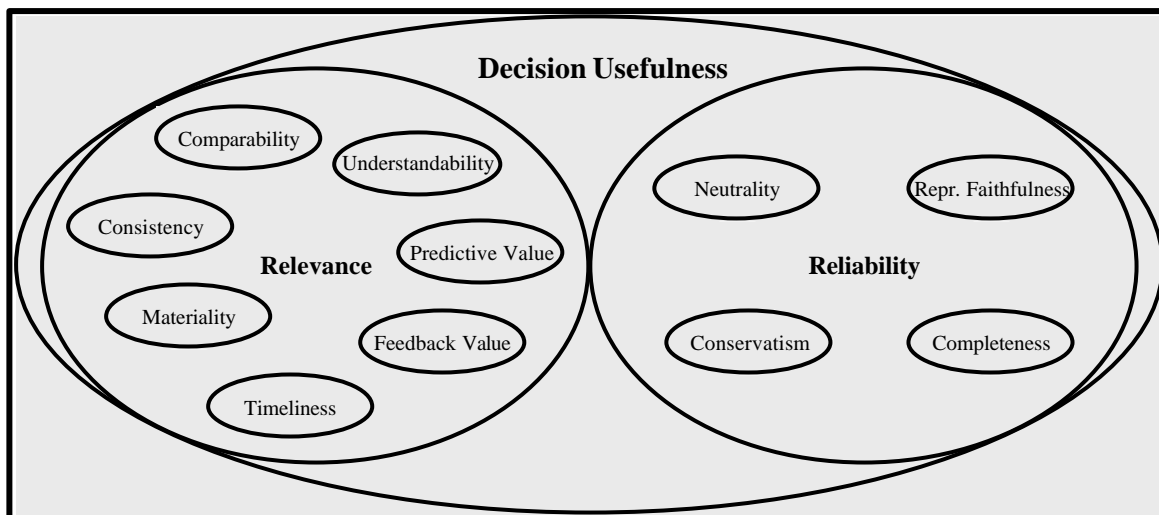 Decision Usefulness
Comparability
Understandability
Neutrality
Repr. Faithfulness
Consistency
Predictive Value
Relevance
Reliability
Materiality
Feedback Value
Conservatism
Completeness
Timeliness